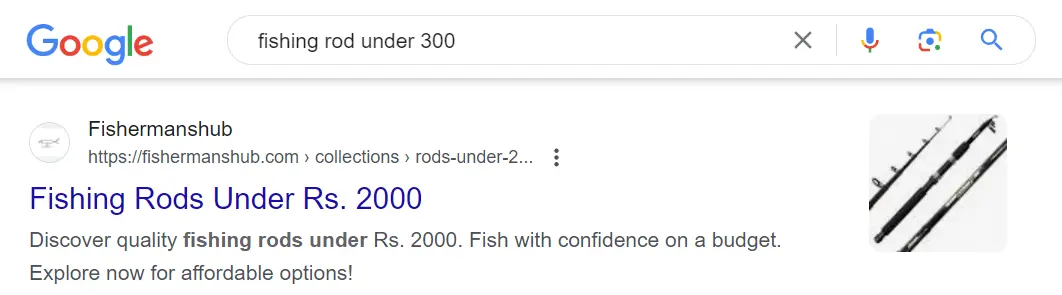 Google
fishing rod under 300
Fishermanshub
https://fishermanshub.com › collections › rods-under-2...
Fishing Rods Under Rs. 2000
Discover quality fishing rods under Rs. 2000. Fish with confidence on a budget.
Explore now for affordable options!